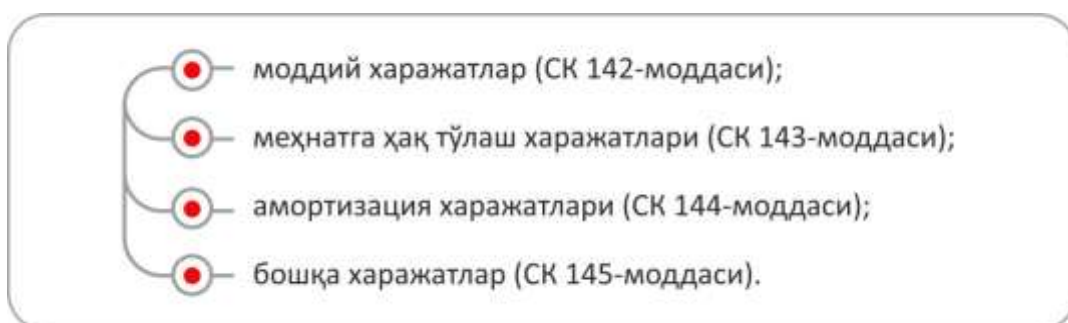 моддий харажатлар (СК 142-моддаси);
меҳнатга ҳақ тўлаш харажатлари (СК 143-моддаси);
амортизация харажатлари (СК 144-моддаси);
бошқа харажатлар (СК 145-моддаси).